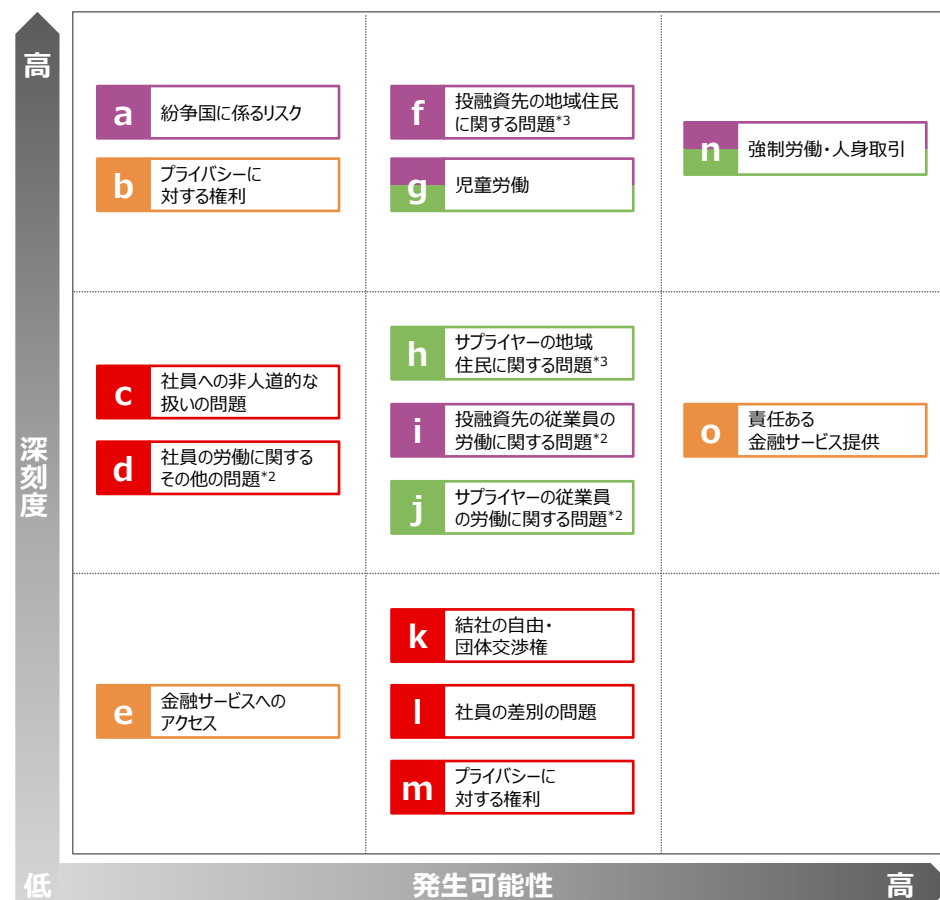 高
深刻度
低
発生可能性
高
a
紛争国に係るリスク
b
プライバシーに
対する権利
f
投融資先の地域住民
に関する問題*3
g
児童労働
n
強制労働・人身取引
c
社員への非人道的な
扱いの問題
d
社員の労働に関する
その他の問題*2
h
サプライヤーの地域
住民に関する問題*3
i
投融資先の従業員の
労働に関する問題*2
j
サプライヤーの従業員
の労働に関する問題*2
o
責任ある
金融サービス提供
e
金融サービスへの
アクセス
k
結社の自由・
団体交渉権
l
社員の差別の問題
m
プライバシーに
対する権利